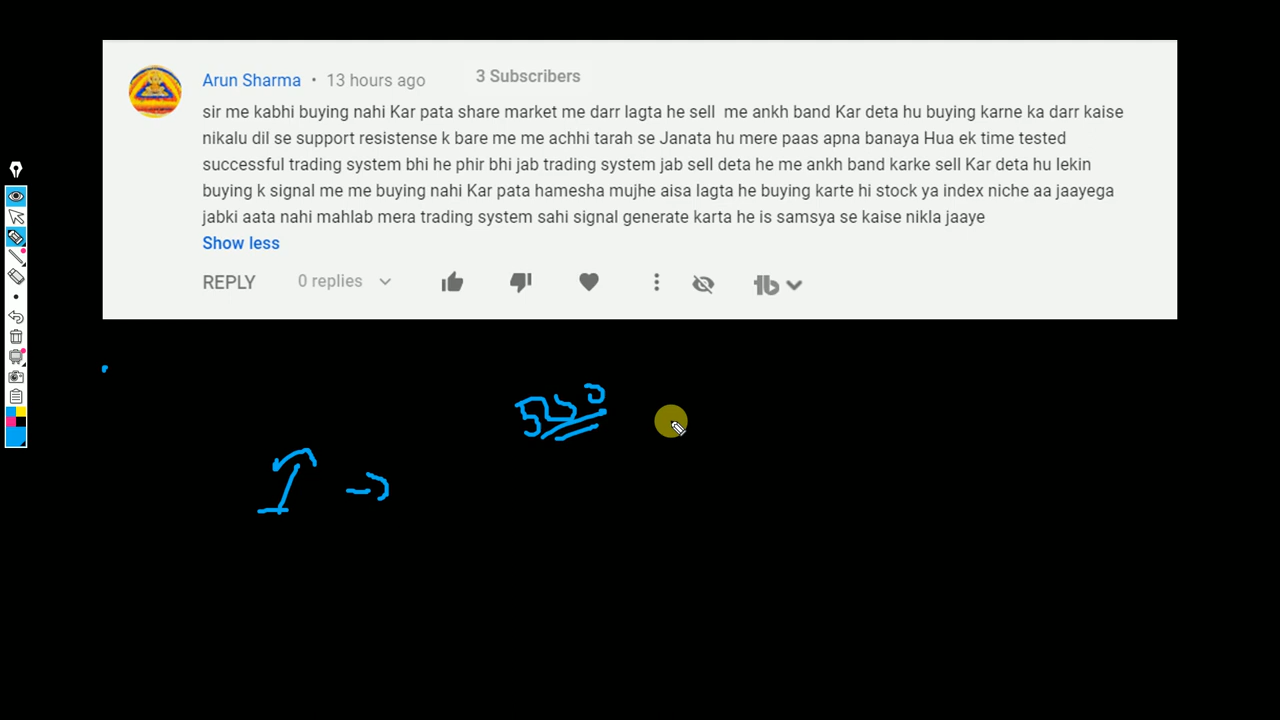 Arun Sharma • 13 hours ago 3 Subscribers
sir me kabhi buying nahi Kar pata share market me darr lagta he sell me ankh band Kar deta hu buying karne ka darr kaise
nikalu dil se support resistense k bare me me achhi tarah se Janata hu mere paas apna banaya Hua ek time tested
successful trading system bhi he phir bhi jab trading system jab sell deta he me ankh band karke sell Kar deta hu lekin
buying k signal me me buying nahi Kar pata hamesha mujhe aisa lagta he buying karte hi stock ya index niche aa jaayega
jabki aata nahi mahlab mera trading system sahi signal generate karta he is samsya se kaise nikla jaaye
Show less
REPLY 0 replies